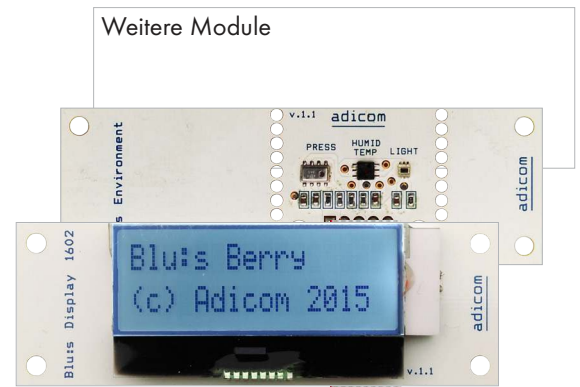 Weitere Module
v.1.1 adicom
PRESS HUMID TEMP LIGHT
s Environment
adicom
Blu:s Display 1602
Blu:s Berry
(c) Adicom 2015
adicom
v.1.1